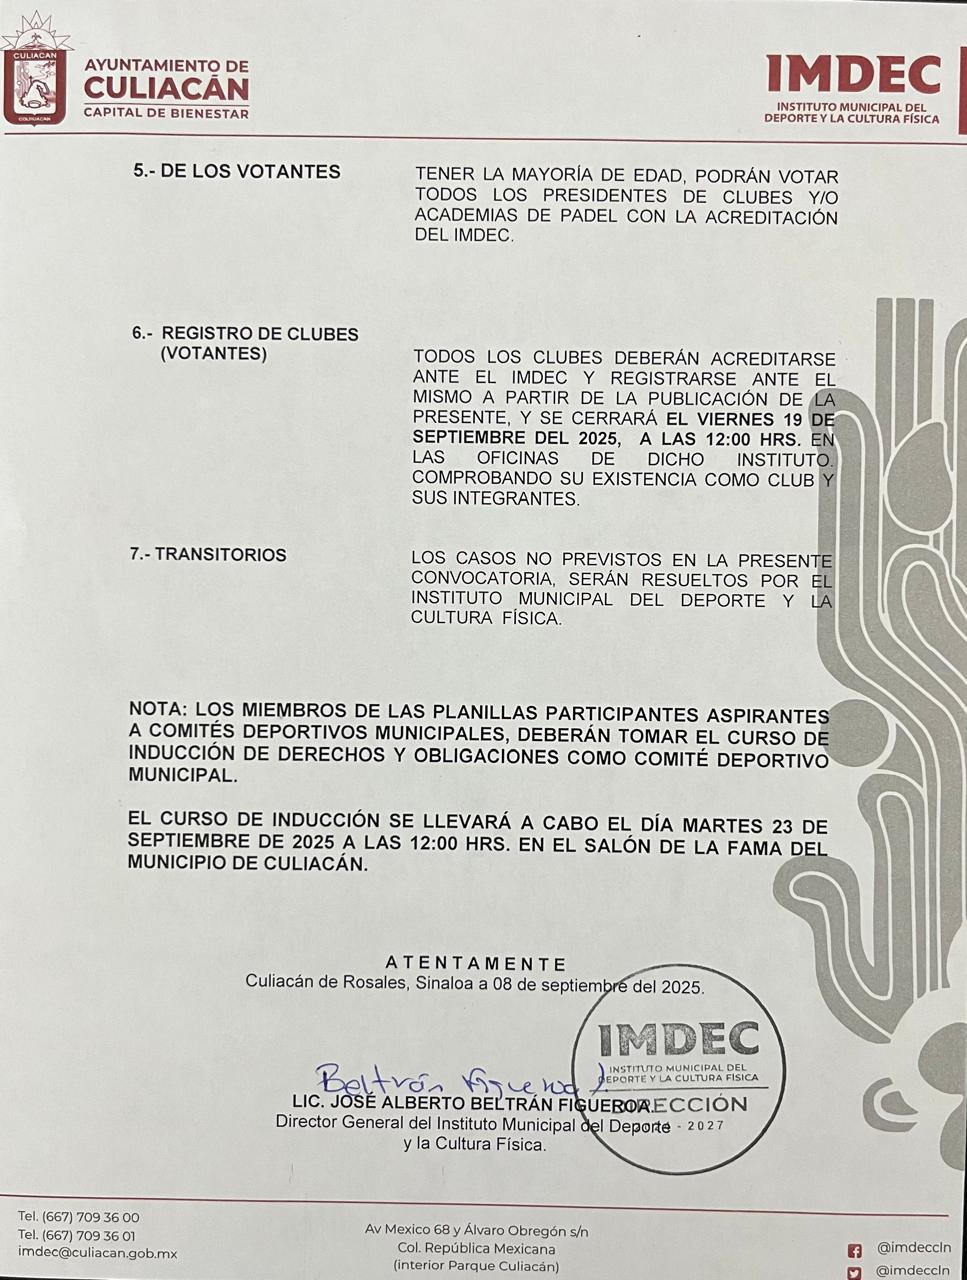 CULIACÁN
COLHUACAN
AYUNTAMIENTO DE
CULIACÁN
CAPITAL DE BIENESTAR
IMDEC
INSTITUTO MUNICIPAL DEL
DEPORTE Y LA CULTURA FÍSICA
5.- DE LOS VOTANTES
TENER LA MAYORÍA DE EDAD, PODRÁN VOTAR
TODOS LOS PRESIDENTES DE CLUBES Y/O
ACADEMIAS DE PADEL CON LA ACREDITACIÓN
DEL IMDEC.
6.- REGISTRO DE CLUBES
(VOTANTES)
TODOS LOS CLUBES DEBERÁN ACREDITARSE
ANTE EL IMDEC Y REGISTRARSE ANTE EL
MISMO A PARTIR DE LA PUBLICACIÓN DE LA
PRESENTE, Y SE CERRARÁ EL VIERNES 19 DE
SEPTIEMBRE DEL 2025, A LAS 12:00 HRS. EN
LAS OFICINAS DE DICHO INSTITUTO.
COMPROBANDO SU EXISTENCIA COMO CLUB Y
SUS INTEGRANTES.
7.- TRANSITORIOS
LOS CASOS NO PREVISTOS EN LA PRESENTE
CONVOCATORIA, SERÁN RESUELTOS POR EL
INSTITUTO MUNICIPAL DEL DEPORTE Y LA
CULTURA FÍSICA.
NOTA: LOS MIEMBROS DE LAS PLANILLAS PARTICIPANTES ASPIRANTES
A COMITÉS DEPORTIVOS MUNICIPALES, DEBERÁN TOMAR EL CURSO DE
INDUCCIÓN DE DERECHOS Y OBLIGACIONES COMO COMITÉ DEPORTIVO
MUNICIPAL.
EL CURSO DE INDUCCIÓN SE LLEVARÁ A CABO EL DÍA MARTES 23 DE
SEPTIEMBRE DE 2025 A LAS 12:00 HRS. EN EL SALÓN DE LA FAMA DEL
MUNICIPIO DE CULIACÁN.
ATENTAMENTE
Culiacán de Rosales, Sinaloa a 08 de septiembre del 2025.
IMDEC
INSTITUTO MUNICIPAL DEL
DEPORTE Y LA CULTURA FÍSICA
DIRECCIÓN
- 2027
Beltrán Figueroa
LIC. JOSÉ ALBERTO BELTRÁN FIGUEROA.
Director General del Instituto Municipal del Deporte
y la Cultura Física.
Tel. (667) 709 36 00
Tel. (667) 709 36 01
imdec@culiacan.gob.mx
Av Mexico 68 y Álvaro Obregón s/n
Col. República Mexicana
(interior Parque Culiacán)
@imdeccln
@imdeccln